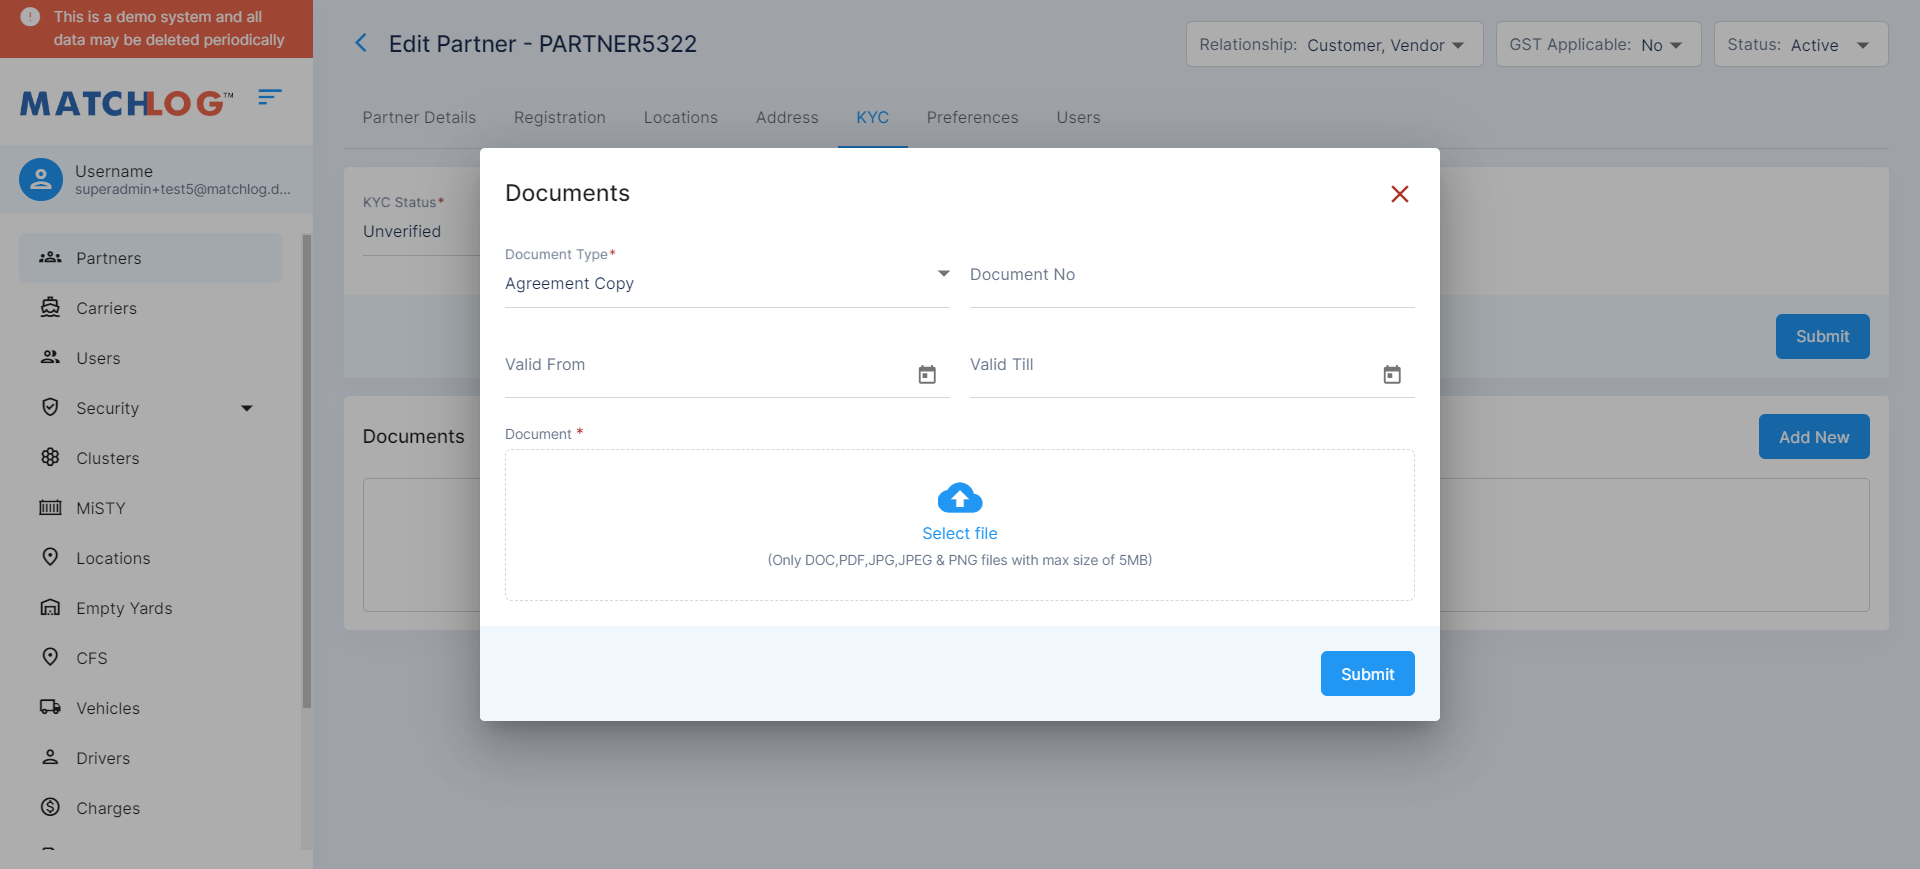 This is a demo system and all
data may be deleted periodically
MATCHLOG™
Username
superadmin+test5@matchlog.d...
Partners
Carriers
Users
Security
Clusters
MiSTY
Locations
Empty Yards
CFS
Vehicles
Drivers
Charges
Edit Partner - PARTNER5322
Relationship: Customer, Vendor
GST Applicable: No
Status: Active
Partner Details Registration Locations Address KYC Preferences Users
KYC Status*
Unverified
Submit
Documents
Add New
Documents
Document Type*
Agreement Copy
Document No
Valid From
Valid Till
Document *
Select file
(Only DOC,PDF,JPG,JPEG & PNG files with max size of 5MB)
Submit